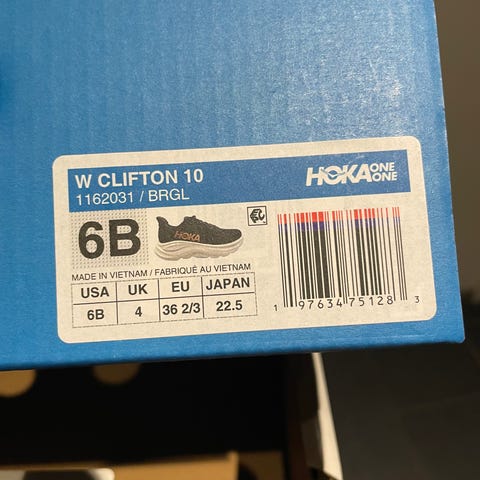 W CLIFTON 10
HOKA ONE ONE
1162031 / BRGL
6B
HOKA
MADE IN VIETNAM / FABRIQUÉ AU VIETNAM
USA UK EU JAPAN
6B 4 36 2/3 22.5
1 97634 75128 3